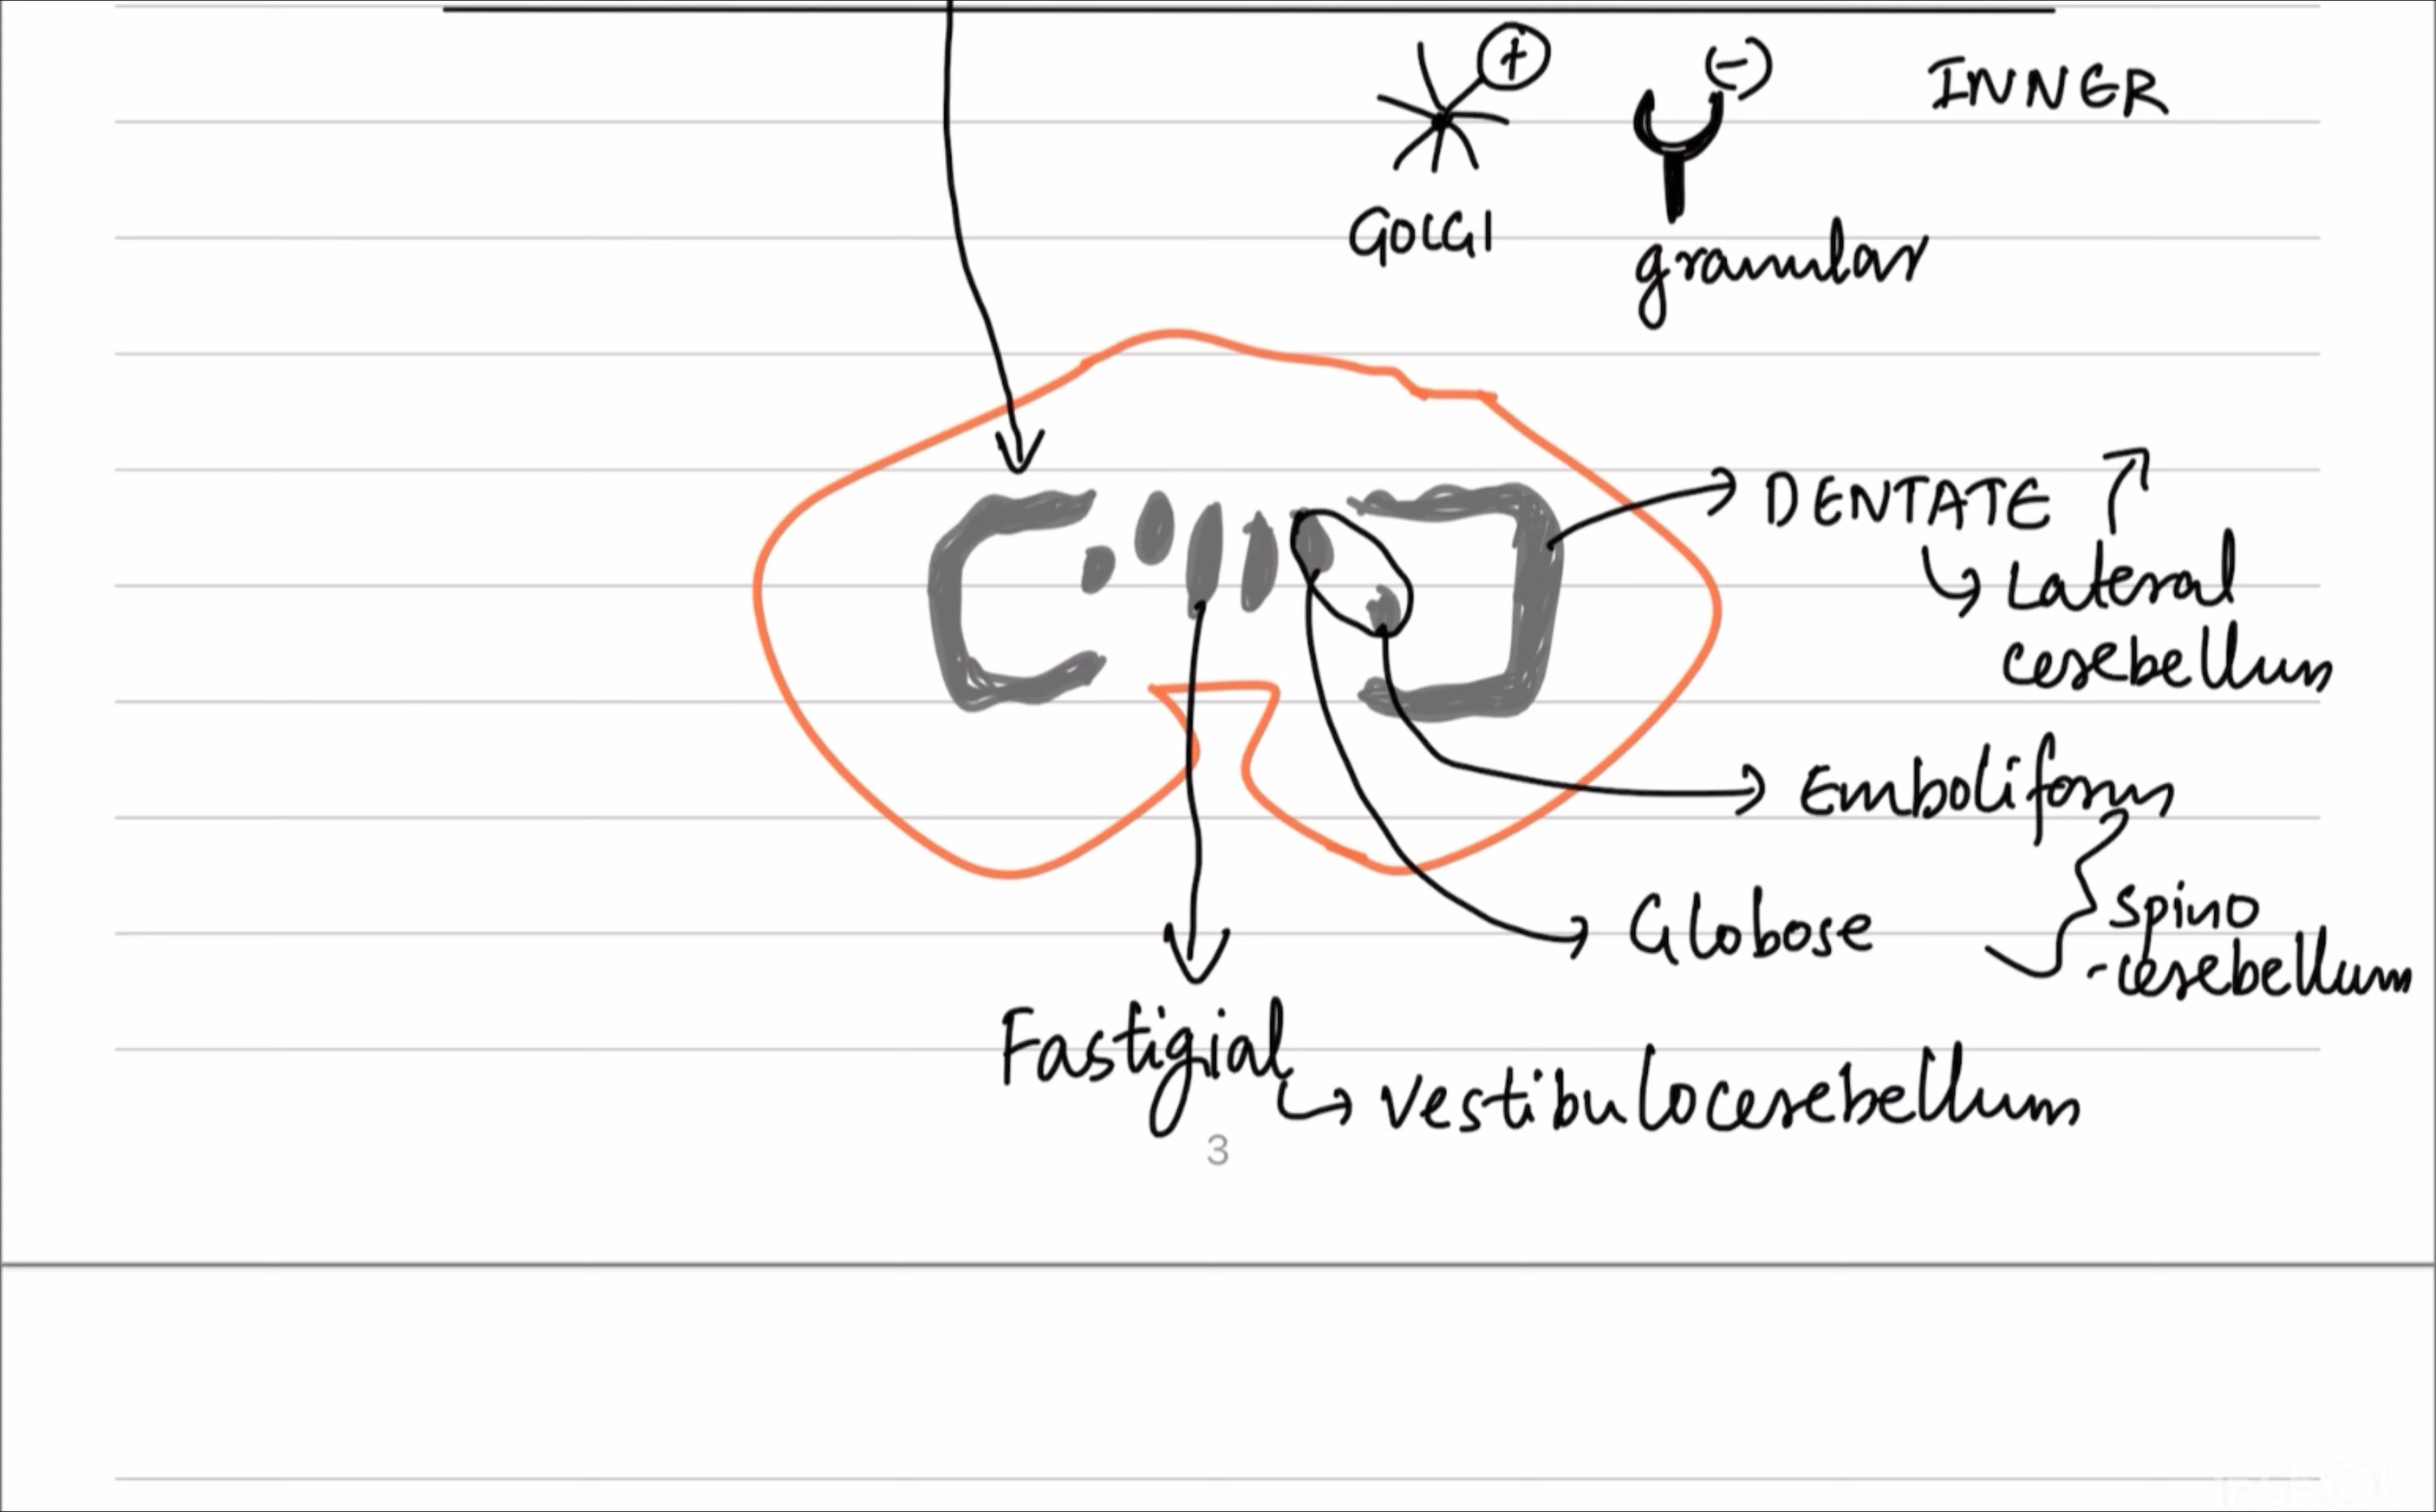 +
(-)
INNER
GOLGI
granular
DENTATE
Lateral
cerebellum
Emboliform
Globose
spino
-cerebellum
Fastigial
vestibulocerebellum
3